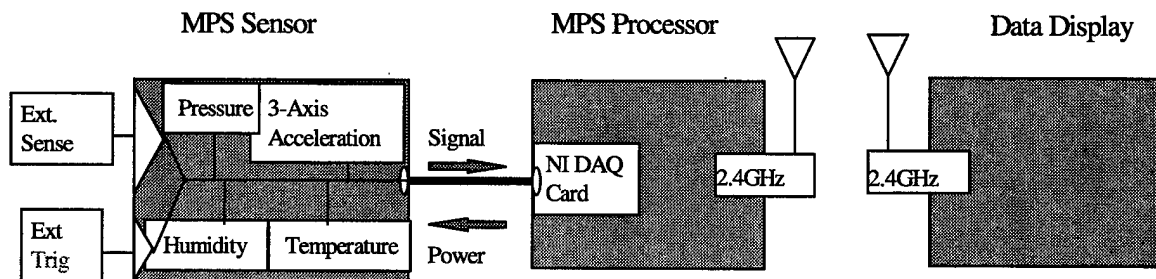 MPS Sensor
MPS Processor
Data Display
Ext.
Sense
Pressure
3-Axis
Acceleration
Signal
NI DAQ
Card
2.4GHz
2.4GHz
Ext
Trig
Humidity
Temperature
Power